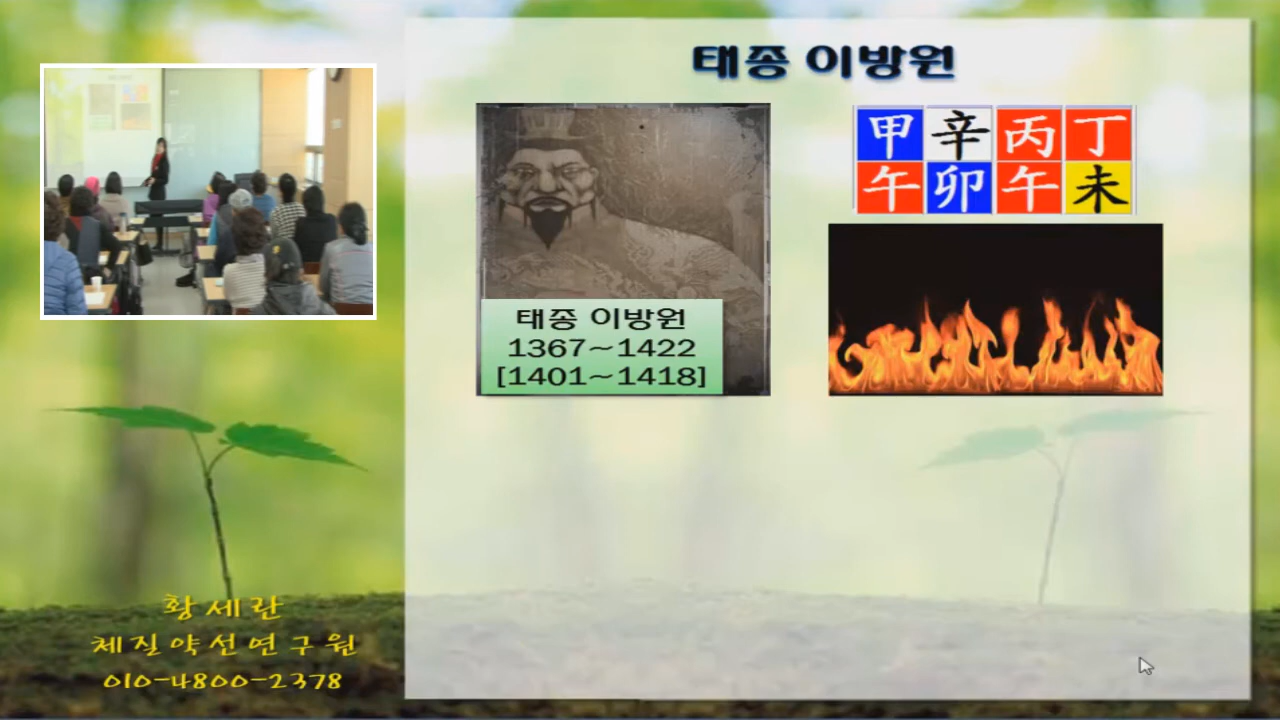 태종 이방원
甲辛丙丁
午卯午未
태종 이방원
1367~1422
[1401~1418]
황세란
체질약선연구원
010-4800-2378